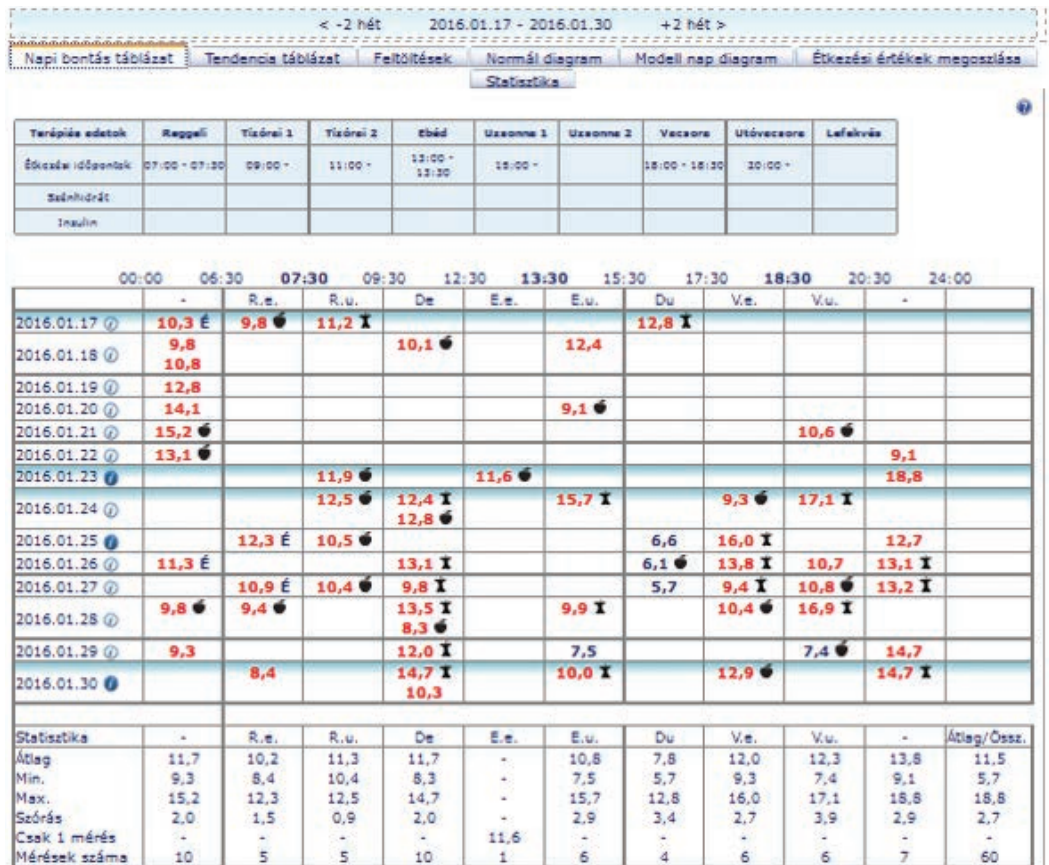 < -2 hét 2016.01.17 - 2016.01.30 +2 hét >
Napi bontás táblázat Tendencia táblázat Feltöltések Normál diagram Modell nap diagram Étkezési értékek megoszlása
Statisztika
Terápiás adatok Reggeli Tízórai 1 Tízórai 2 Ebéd Uzsonna 1 Uzsonna 2 Vacsora Utóvacsora Lefekvés
Étkezési időpontok 07:00 - 07:30 09:00 - 11:00 - 13:00 - 13:30 15:00 - 18:00 - 18:30 20:00 -
Szénhidrát
Inzulin
00:00 06:30 07:30 09:30 12:30 13:30 15:30 17:30 18:30 20:30 24:00
- R.e. R.u. De E.e. E.u. Du V.e. V.u. -
2016.01.17 10,3 É 9,8 11,2 12,8
2016.01.18 9,8 10,1 12,4
10,8
2016.01.19 12,8
2016.01.20 14,1 9,1
2016.01.21 15,2 10,6
2016.01.22 13,1 9,1
2016.01.23 11,9 11,6 18,8
2016.01.24 12,5 12,4 15,7 9,3 17,1
12,8
2016.01.25 12,3 É 10,5 6,6 16,0 12,7
2016.01.26 11,3 É 13,1 6,1 13,8 10,7 13,1
2016.01.27 10,9 É 10,4 9,8 5,7 9,4 10,8 13,2
2016.01.28 9,8 9,4 13,5 9,9 10,4 16,9
8,3
2016.01.29 9,3 12,0 7,5 7,4 14,7
2016.01.30 8,4 14,7 10,0 12,9 14,7
10,3
Statisztika - R.e. R.u. De E.e. E.u. Du V.e. V.u. - Átlag/Össz.
Átlag 11,7 10,2 11,3 11,7 - 10,8 7,8 12,0 12,3 13,8 11,5
Min. 9,3 8,4 10,4 8,3 - 7,5 5,7 9,3 7,4 9,1 5,7
Max. 15,2 12,3 12,5 14,7 - 15,7 12,8 16,0 17,1 18,8 18,8
Szórás 2,0 1,5 0,9 2,0 - 2,9 3,4 2,7 3,9 2,9 2,7
Csak 1 mérés - - - - 11,6 - - - - - -
Mérések száma 10 5 5 10 1 6 4 6 6 7 60